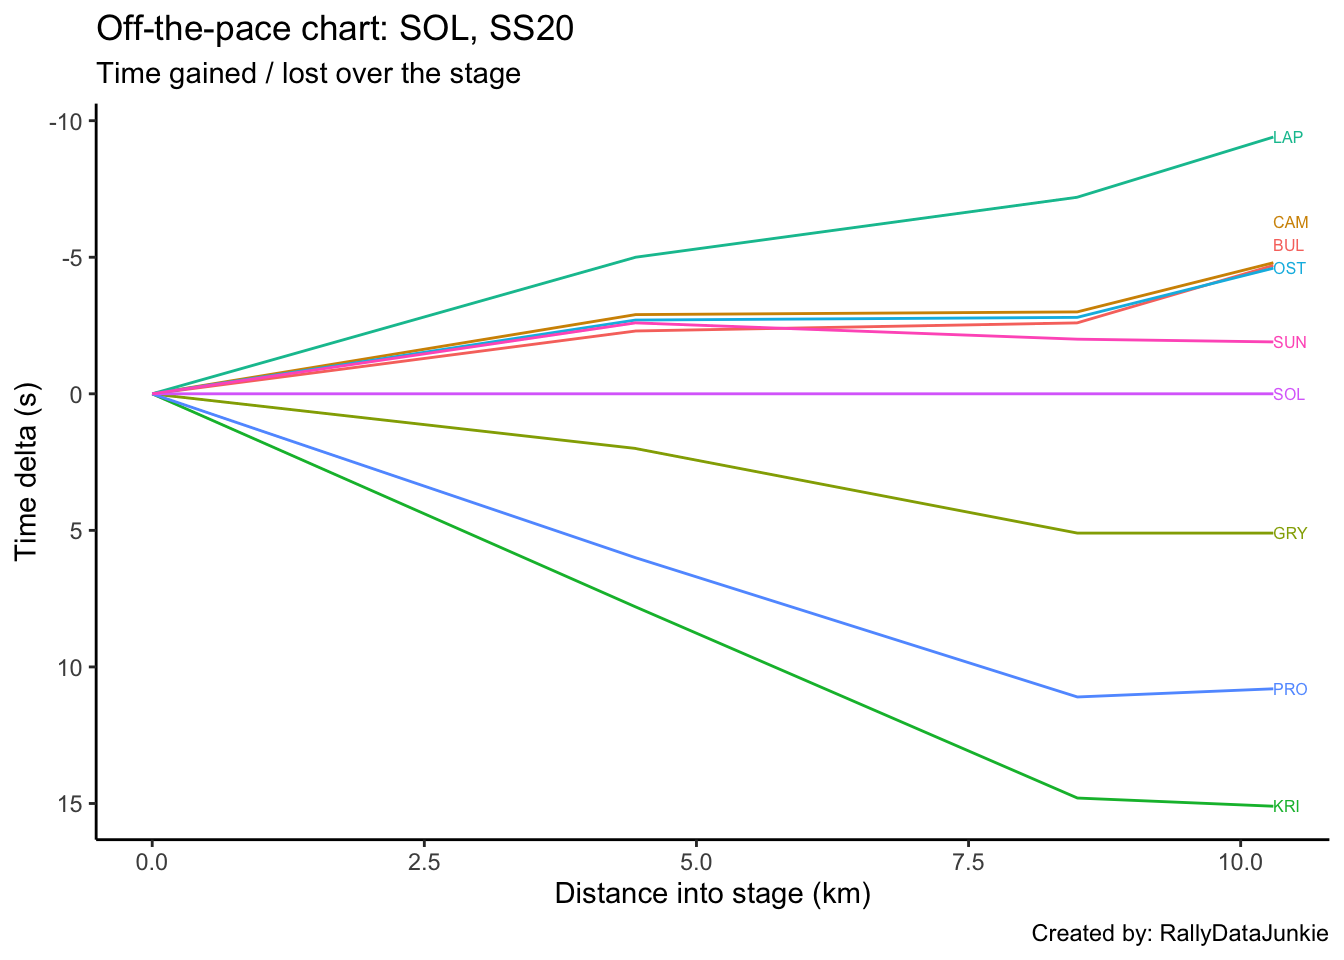 Off-the-pace chart: SOL, SS20
Time gained / lost over the stage
-10
-5
0
5
10
15
Time delta (s)
LAP
CAM
BUL
OST
SUN
SOL
GRY
PRO
KRI
0.0 2.5 5.0 7.5 10.0
Distance into stage (km)
Created by: RallyDataJunkie